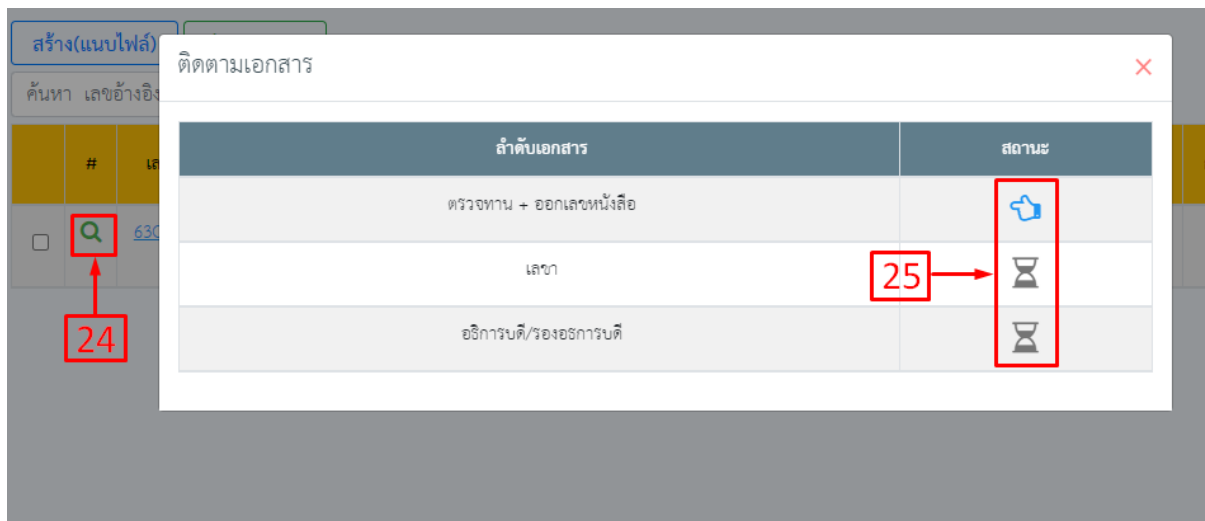 สร้าง(แนบไฟล์)
ติดตามเอกสาร
ค้นหา เลขอ้างอิง
ลำดับเอกสาร สถานะ
#
ตรวจทาน + ออกเลขหนังสือ
630
เลขา
25
24
อธิการบดี/รองอธการบดี